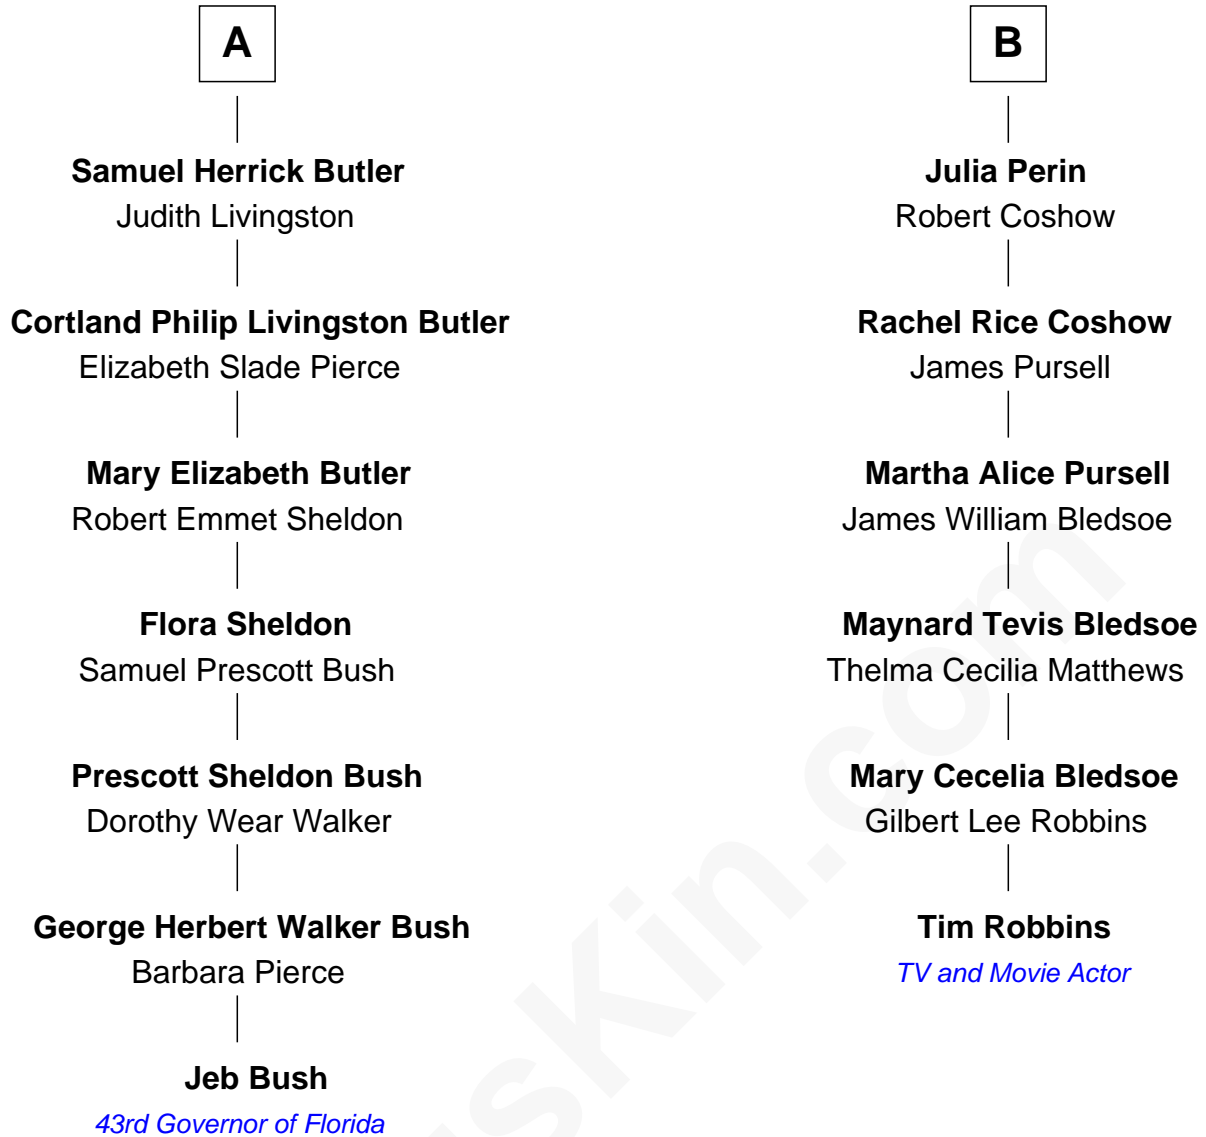 A
Samuel Herrick Butler
Judith Livingston
Cortland Philip Livingston Butler
Elizabeth Slade Pierce
Mary Elizabeth Butler
Robert Emmet Sheldon
Flora Sheldon
Samuel Prescott Bush
Prescott Sheldon Bush
Dorothy Wear Walker
George Herbert Walker Bush
Barbara Pierce
Jeb Bush
43rd Governor of Florida
B
Julia Perin
Robert Coshow
Rachel Rice Coshow
James Pursell
Martha Alice Pursell
James William Bledsoe
Maynard Tevis Bledsoe
Thelma Cecilia Matthews
Mary Cecelia Bledsoe
Gilbert Lee Robbins
Tim Robbins
TV and Movie Actor